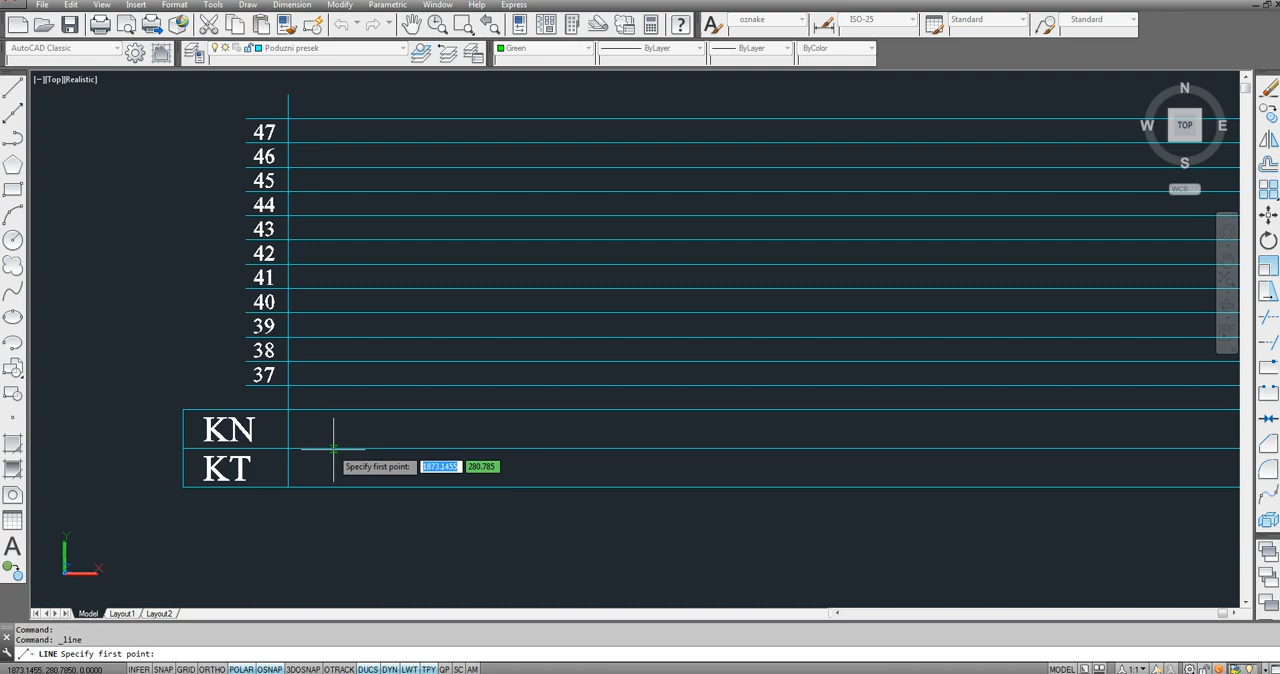 File Edit View Insert Format Tools Draw Dimension Modify Parametric Window Help Express
oznake ISO-25 Standard Standard
AutoCAD Classic Poduzni presek Green ByLayer ByLayer ByColor
[−][Top][Realistic]
N
W TOP E
S
WCS
47
46
45
44
43
42
41
40
39
38
37
KN
KT
Specify first point: 1873.1455 280.785
Y
X
Model Layout1 Layout2
Command:
Command: _line
LINE Specify first point:
1873.1455, 280.7850, 0.0000 INFER SNAP GRID ORTHO POLAR OSNAP 3DOSNAP OTRACK DUCS DYN LWT TPY QP SC AM MODEL 1:1